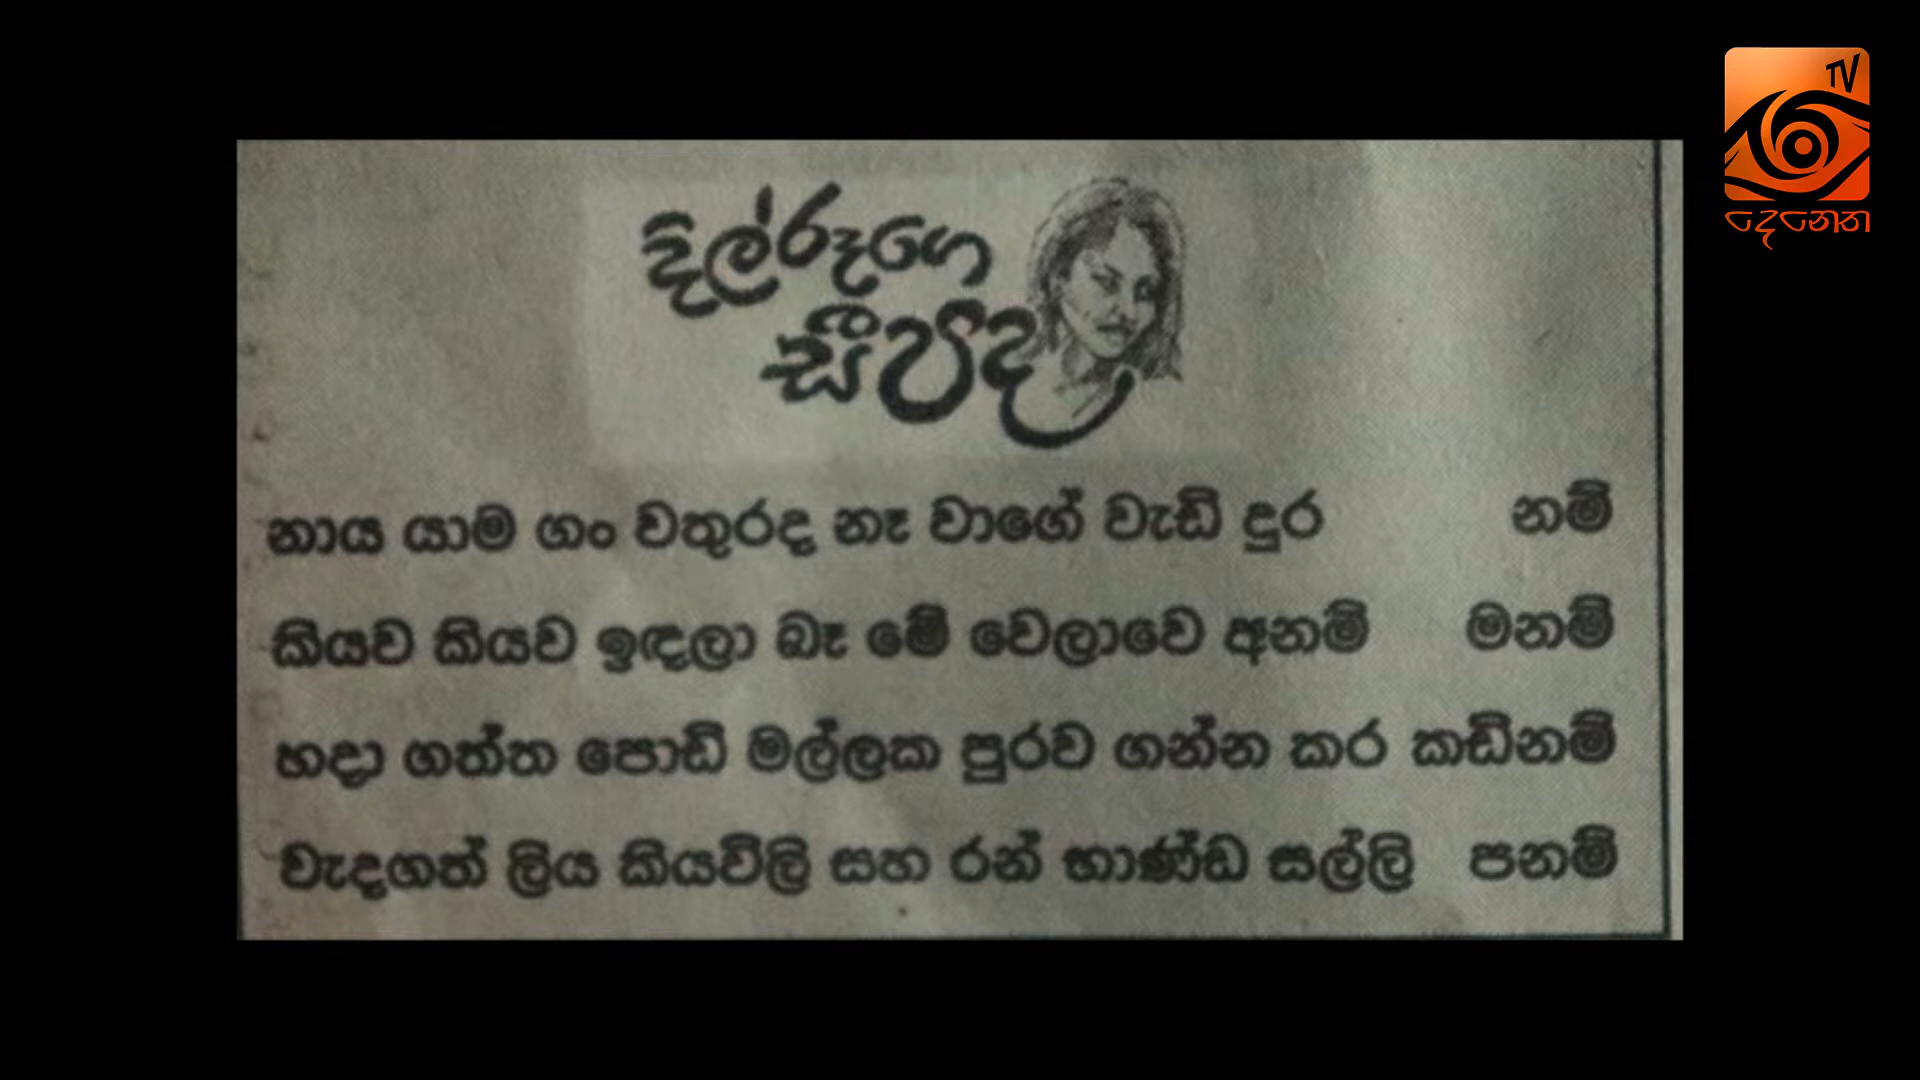 TV
දෙනෙත
දිල්රූගෙ
සීපද
නාය යාම ගං වතුරද නෑ වාගේ වැඩි දුර නම්
කියව කියව ඉඳලා බෑ මේ වෙලාවෙ අනම් මනම්
හදා ගත්ත පොඩි මල්ලක පුරව ගන්න කර කඩිනම්
වැදගත් ලිය කියවිලි සහ රන් භාණ්ඩ සල්ලි පනම්